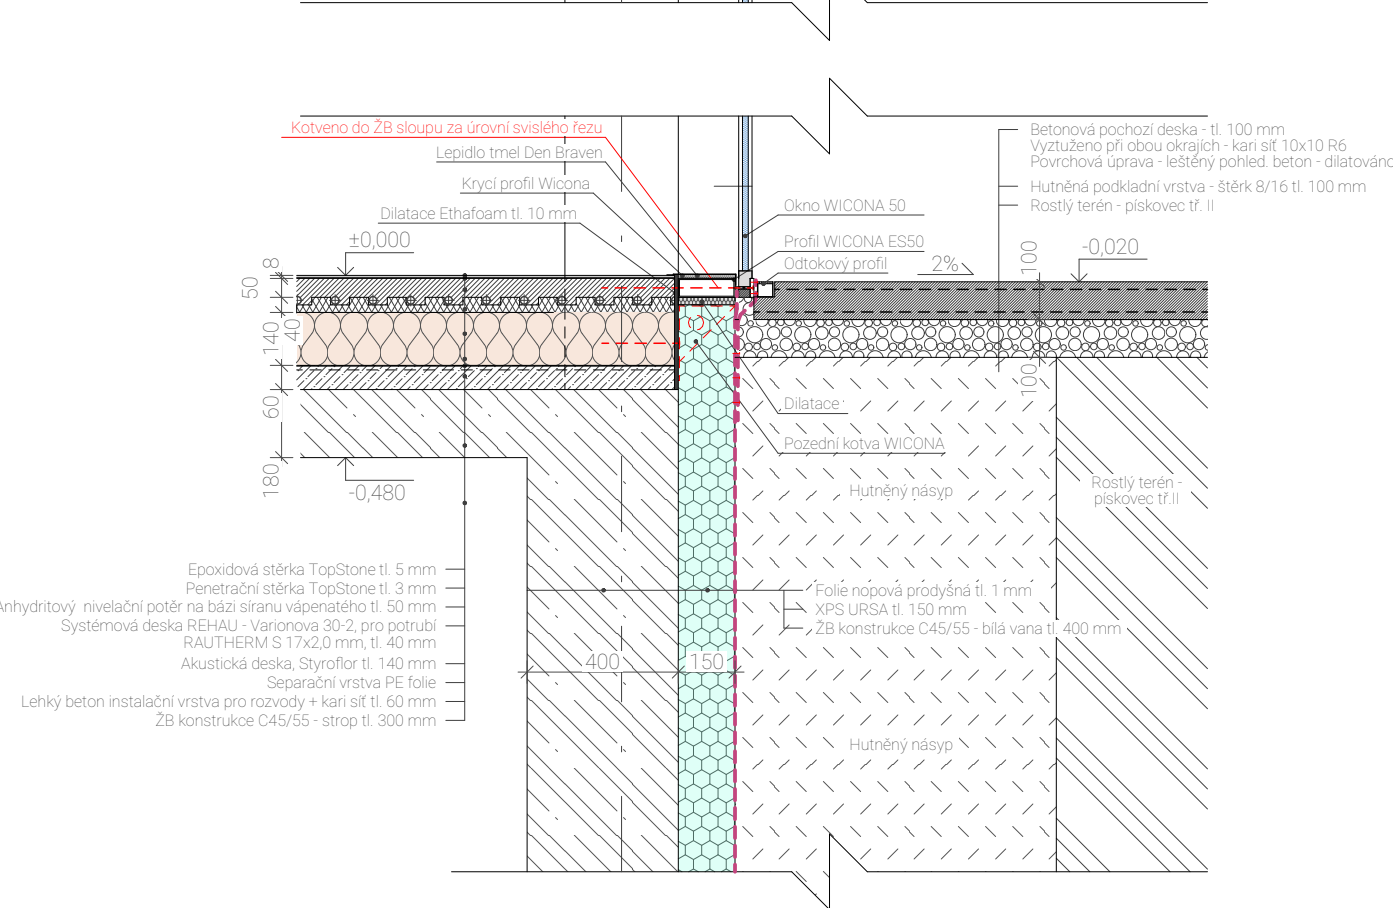 Kotveno do ŽB sloupu za úrovní svislého řezu
Lepidlo tmel Den Braven
Krycí profil Wicona
Dilatace Ethafoam tl. 10 mm
±0,000
8
50
40
140
60
180
-0,480
Okno WICONA 50
Profil WICONA ES50
Odtokový profil
2%
-0,020
100
100
Betonová pochozí deska - tl. 100 mm
Vyztuženo při obou okrajích - kari síť 10x10 R6
Povrchová úprava - leštěný pohled. beton - dilatováno
Hutněná podkladní vrstva - štěrk 8/16 tl. 100 mm
Rostlý terén - pískovec tř. II
Dilatace
Pozední kotva WICONA
Hutněný násyp
Rostlý terén -
pískovec tř.II
Epoxidová stěrka TopStone tl. 5 mm
Penetrační stěrka TopStone tl. 3 mm
Anhydritový nivelační potěr na bázi síranu vápenatého tl. 50 mm
Systémová deska REHAU - Varionova 30-2, pro potrubí
RAUTHERM S 17x2,0 mm, tl. 40 mm
Akustická deska, Styroflor tl. 140 mm
Separační vrstva PE folie
Lehký beton instalační vrstva pro rozvody + kari síť tl. 60 mm
ŽB konstrukce C45/55 - strop tl. 300 mm
Folie nopová prodyšná tl. 1 mm
XPS URSA tl. 150 mm
ŽB konstrukce C45/55 - bílá vana tl. 400 mm
400
150
Hutněný násyp